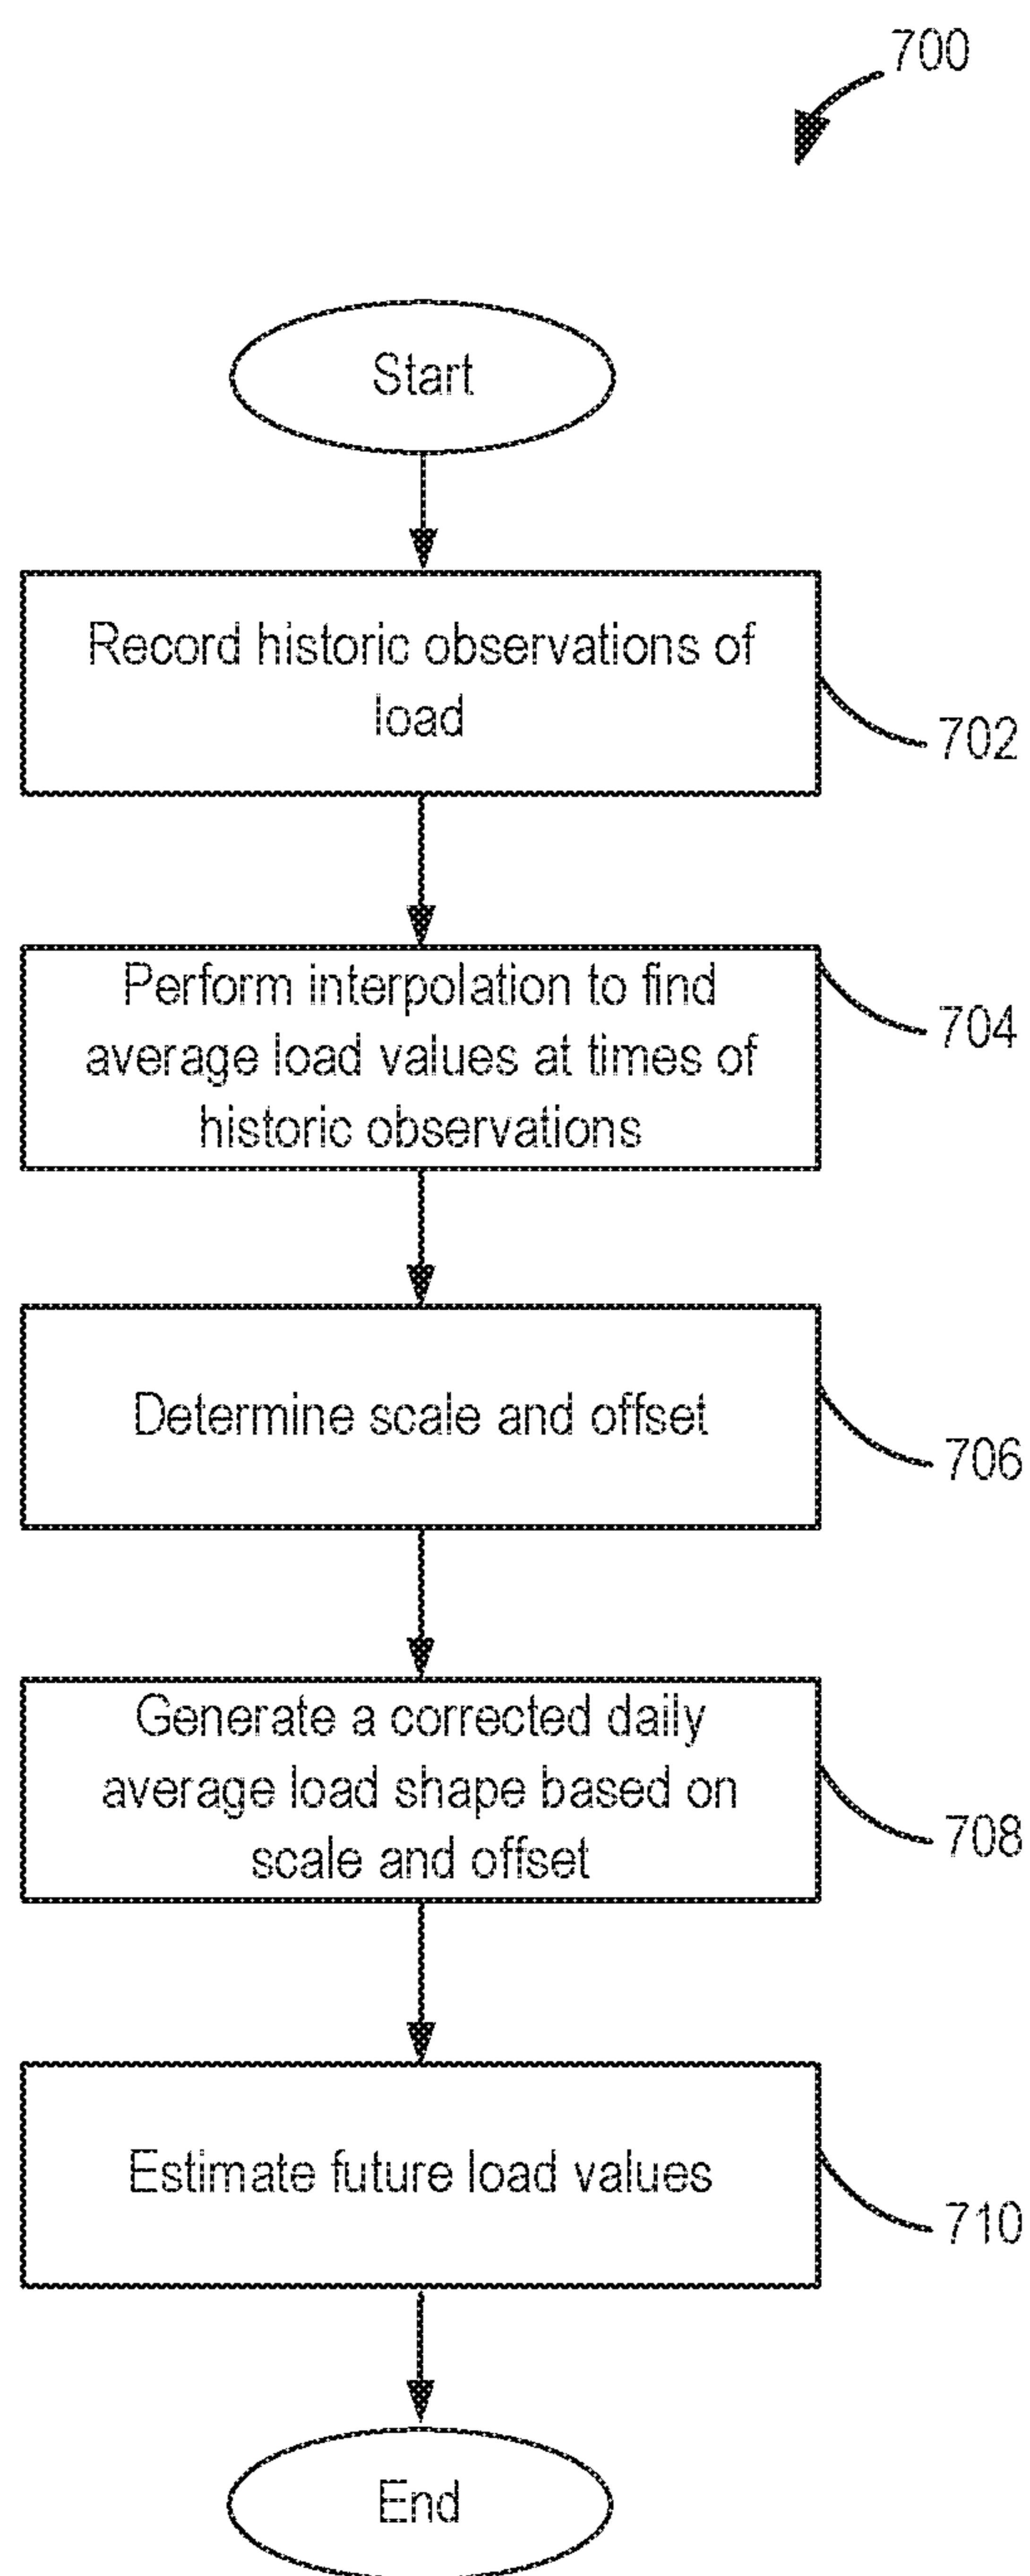 700
Start
Record historic observations of
load
702
Perform interpolation to find
average load values at times of
historic observations
704
Determine scale and offset
706
Generate a corrected daily
average load shape based on
scale and offset
708
Estimate future load values
710
End